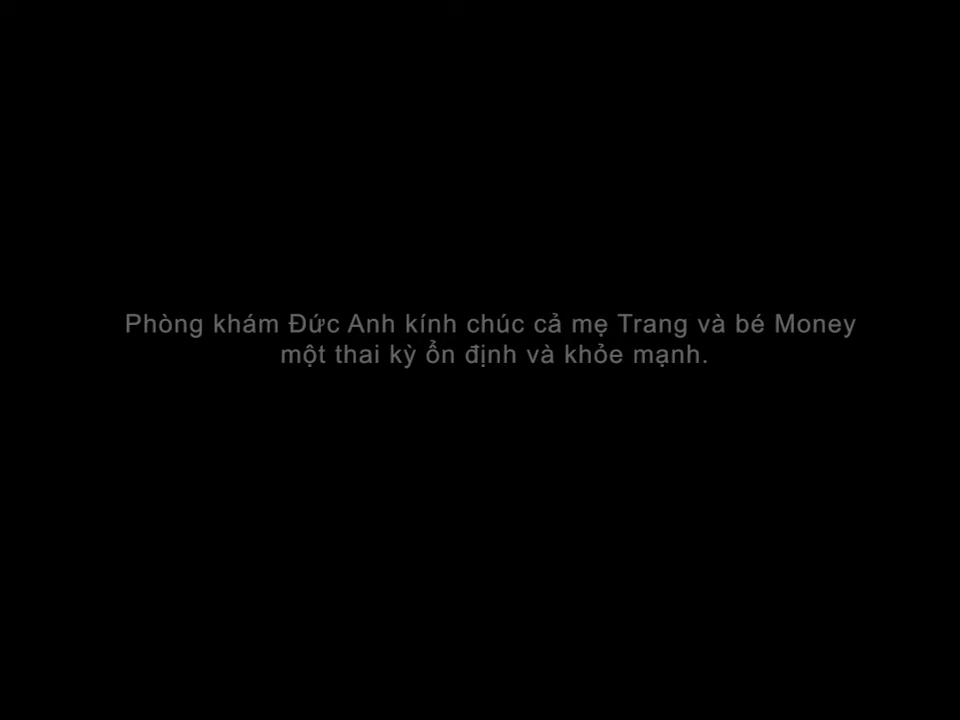 Phòng khám Đức Anh kính chúc cả mẹ Trang và bé Money
một thai kỳ ổn định và khỏe mạnh.